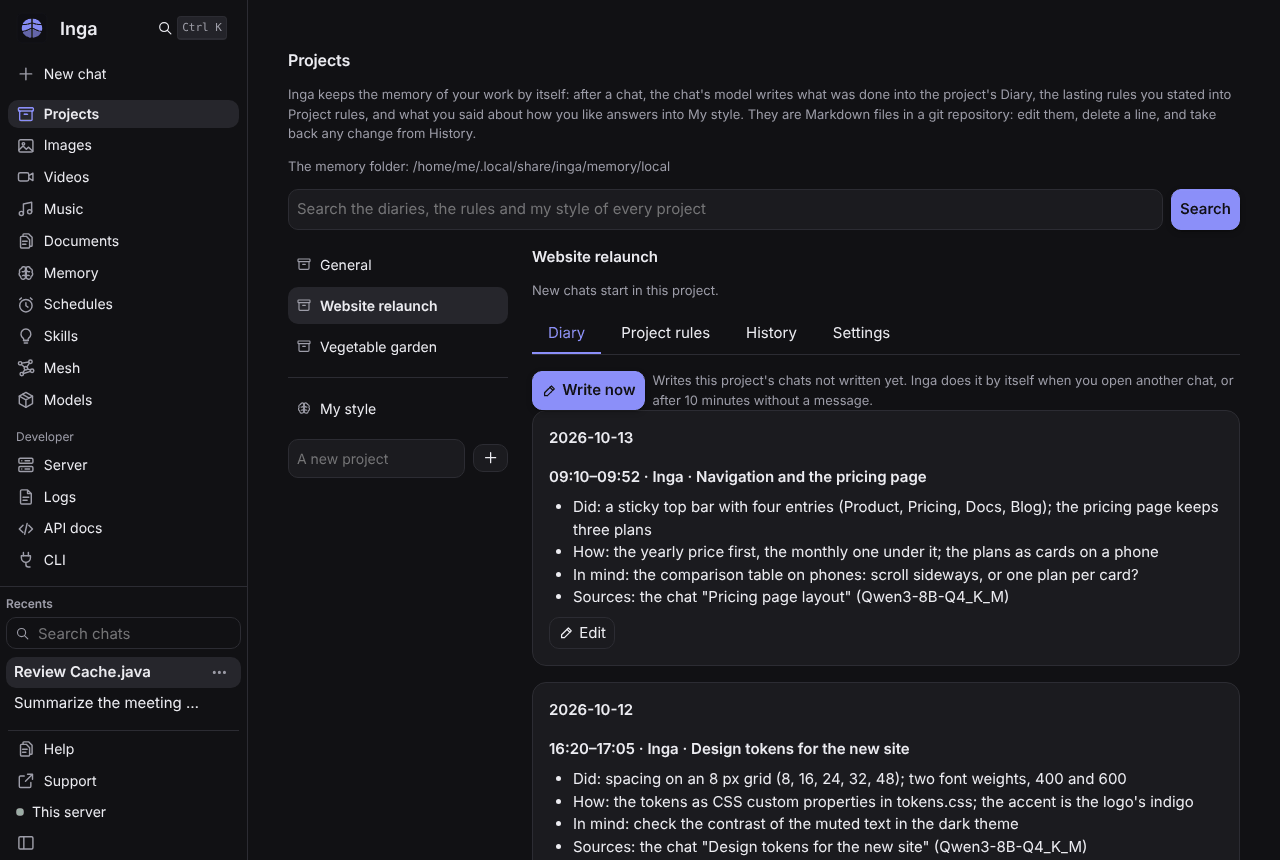 Inga
Ctrl K
New chat
Projects
Images
Videos
Music
Documents
Memory
Schedules
Skills
Mesh
Models
Developer
Server
Logs
API docs
CLI
Recents
Search chats
Review Cache.java
Summarize the meeting ...
Help
Support
This server
Projects
Inga keeps the memory of your work by itself: after a chat, the chat's model writes what was done into the project's Diary, the lasting rules you stated into
Project rules, and what you said about how you like answers into My style. They are Markdown files in a git repository: edit them, delete a line, and take
back any change from History.
The memory folder: /home/me/.local/share/inga/memory/local
Search the diaries, the rules and my style of every project
Search
General
Website relaunch
Vegetable garden
My style
A new project
Website relaunch
New chats start in this project.
Diary
Project rules
History
Settings
Write now
Writes this project's chats not written yet. Inga does it by itself when you open another chat, or
after 10 minutes without a message.
2026-10-13
09:10–09:52 · Inga · Navigation and the pricing page
• Did: a sticky top bar with four entries (Product, Pricing, Docs, Blog); the pricing page keeps
three plans
• How: the yearly price first, the monthly one under it; the plans as cards on a phone
• In mind: the comparison table on phones: scroll sideways, or one plan per card?
• Sources: the chat "Pricing page layout" (Qwen3-8B-Q4_K_M)
Edit
2026-10-12
16:20–17:05 · Inga · Design tokens for the new site
• Did: spacing on an 8 px grid (8, 16, 24, 32, 48); two font weights, 400 and 600
• How: the tokens as CSS custom properties in tokens.css; the accent is the logo's indigo
• In mind: check the contrast of the muted text in the dark theme
• Sources: the chat "Design tokens for the new site" (Qwen3-8B-Q4_K_M)